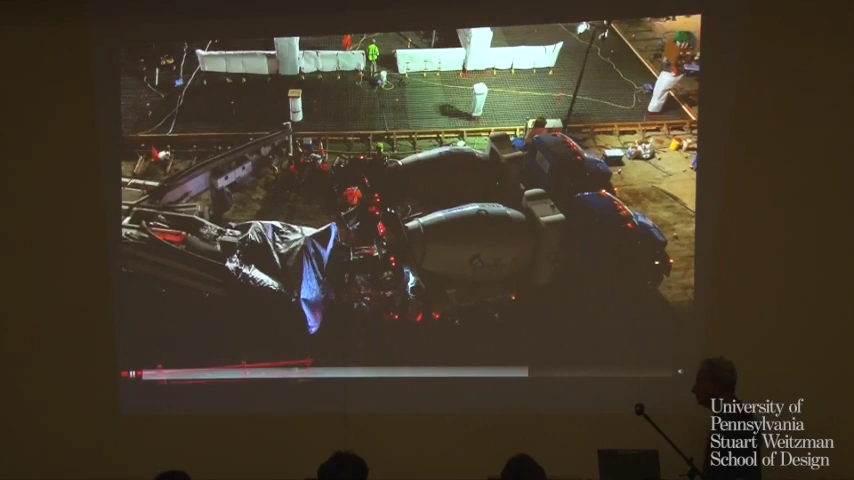 University of
Pennsylvania
Stuart Weitzman
School of Design